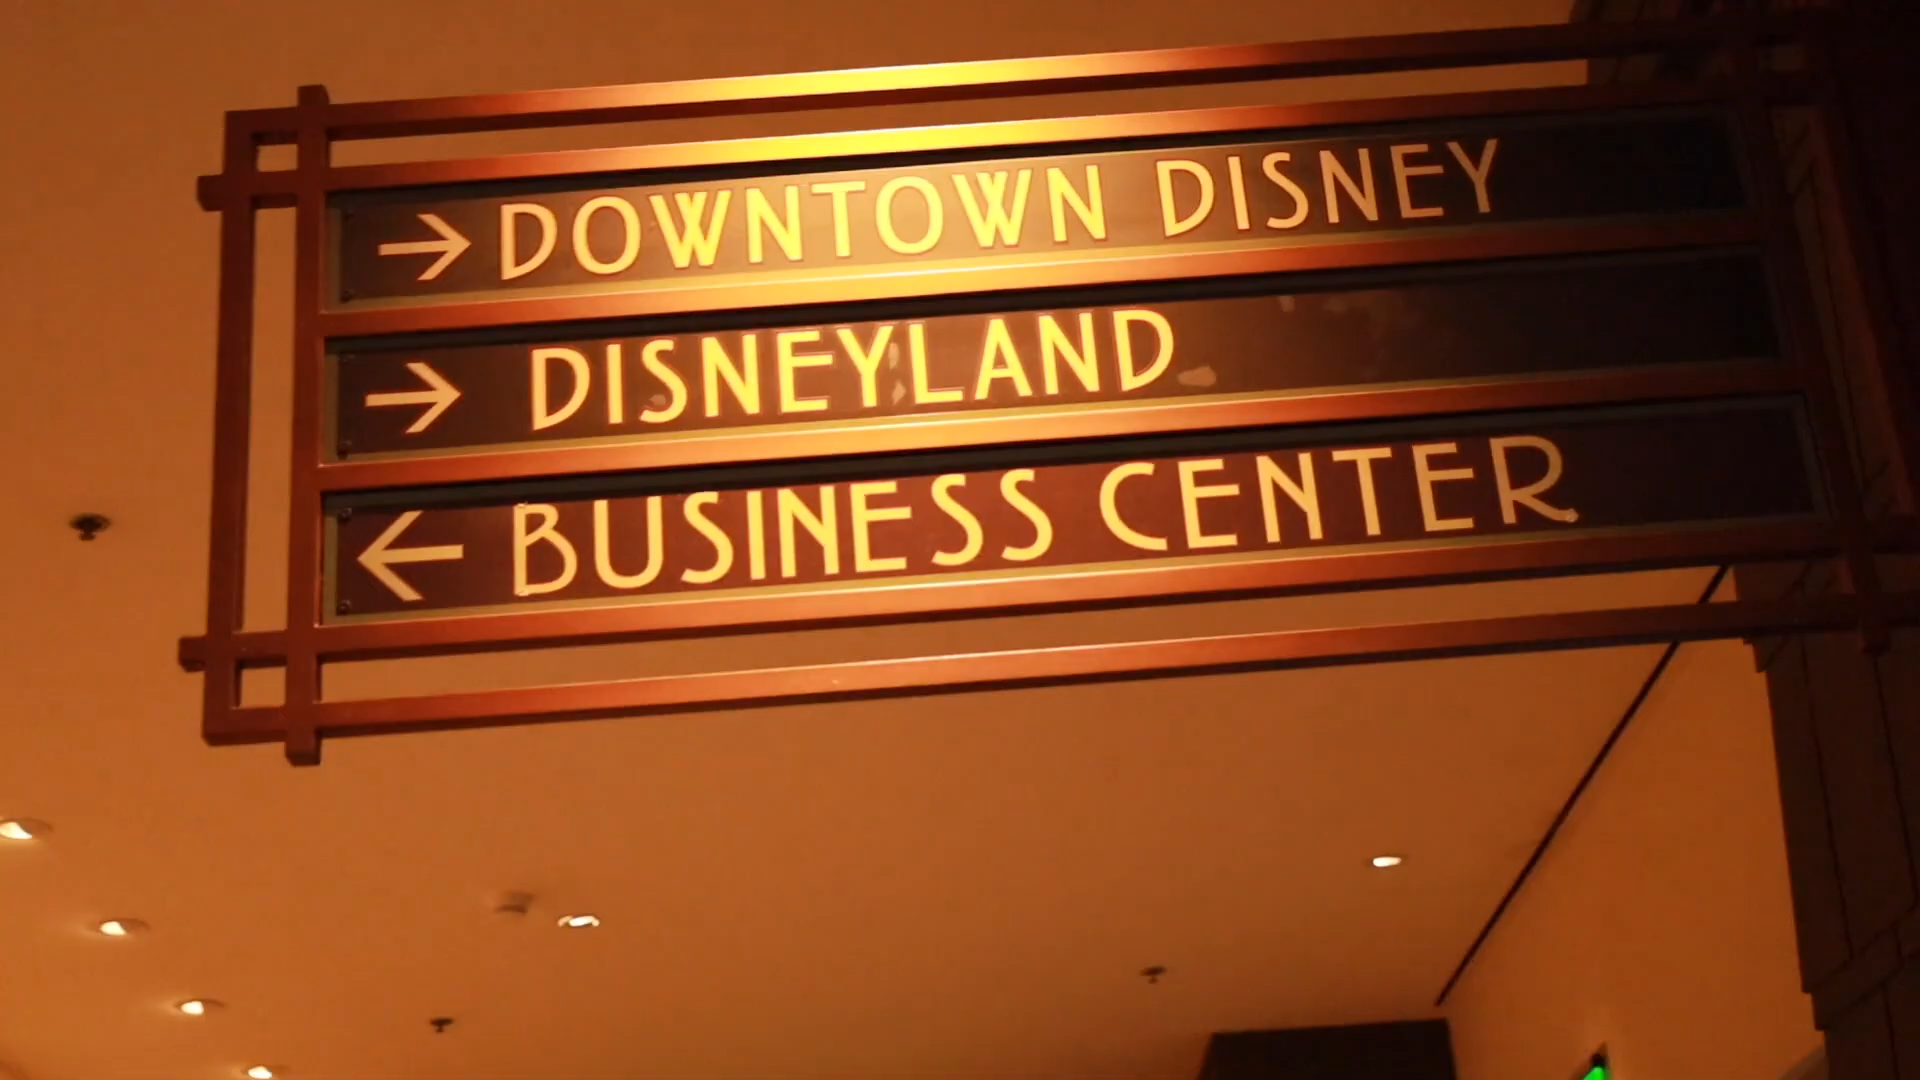 → DOWNTOWN DISNEY
→ DISNEYLAND
← BUSINESS CENTER